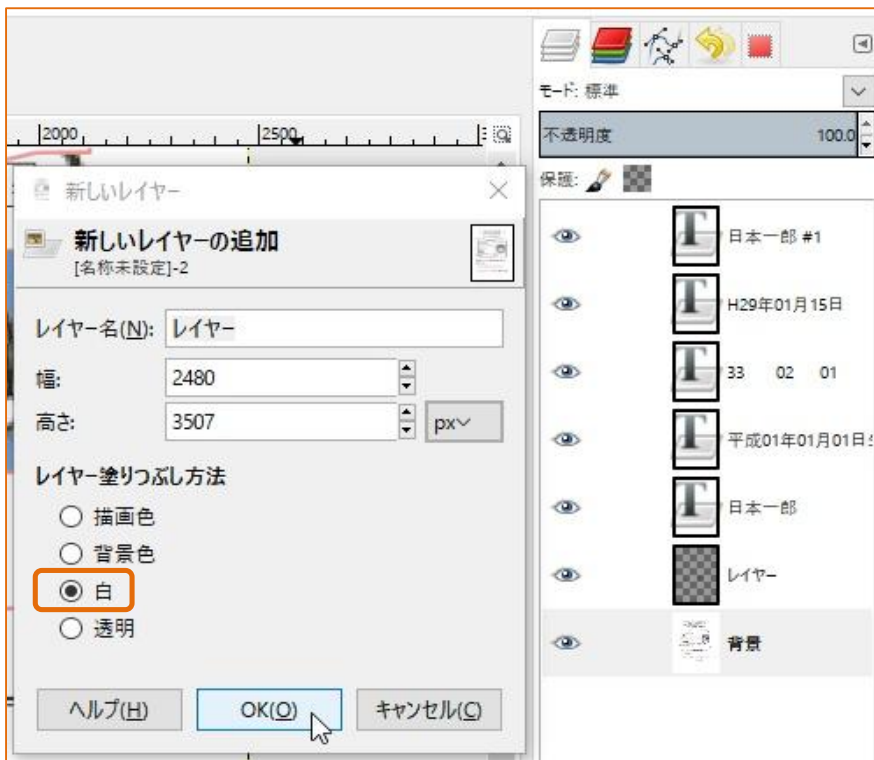 2000
2500
新しいレイヤー
新しいレイヤーの追加
[名称未設定]-2
レイヤー名(N):
レイヤー
幅:
2480
高さ:
3507
px
レイヤー塗りつぶし方法
描画色
背景色
白
透明
ヘルプ(H)
OK(O)
キャンセル(C)
モード: 標準
不透明度
100.0
保護:
日本一郎 #1
H29年01月15日
33 02 01
平成01年01月01日
日本一郎
レイヤー
背景